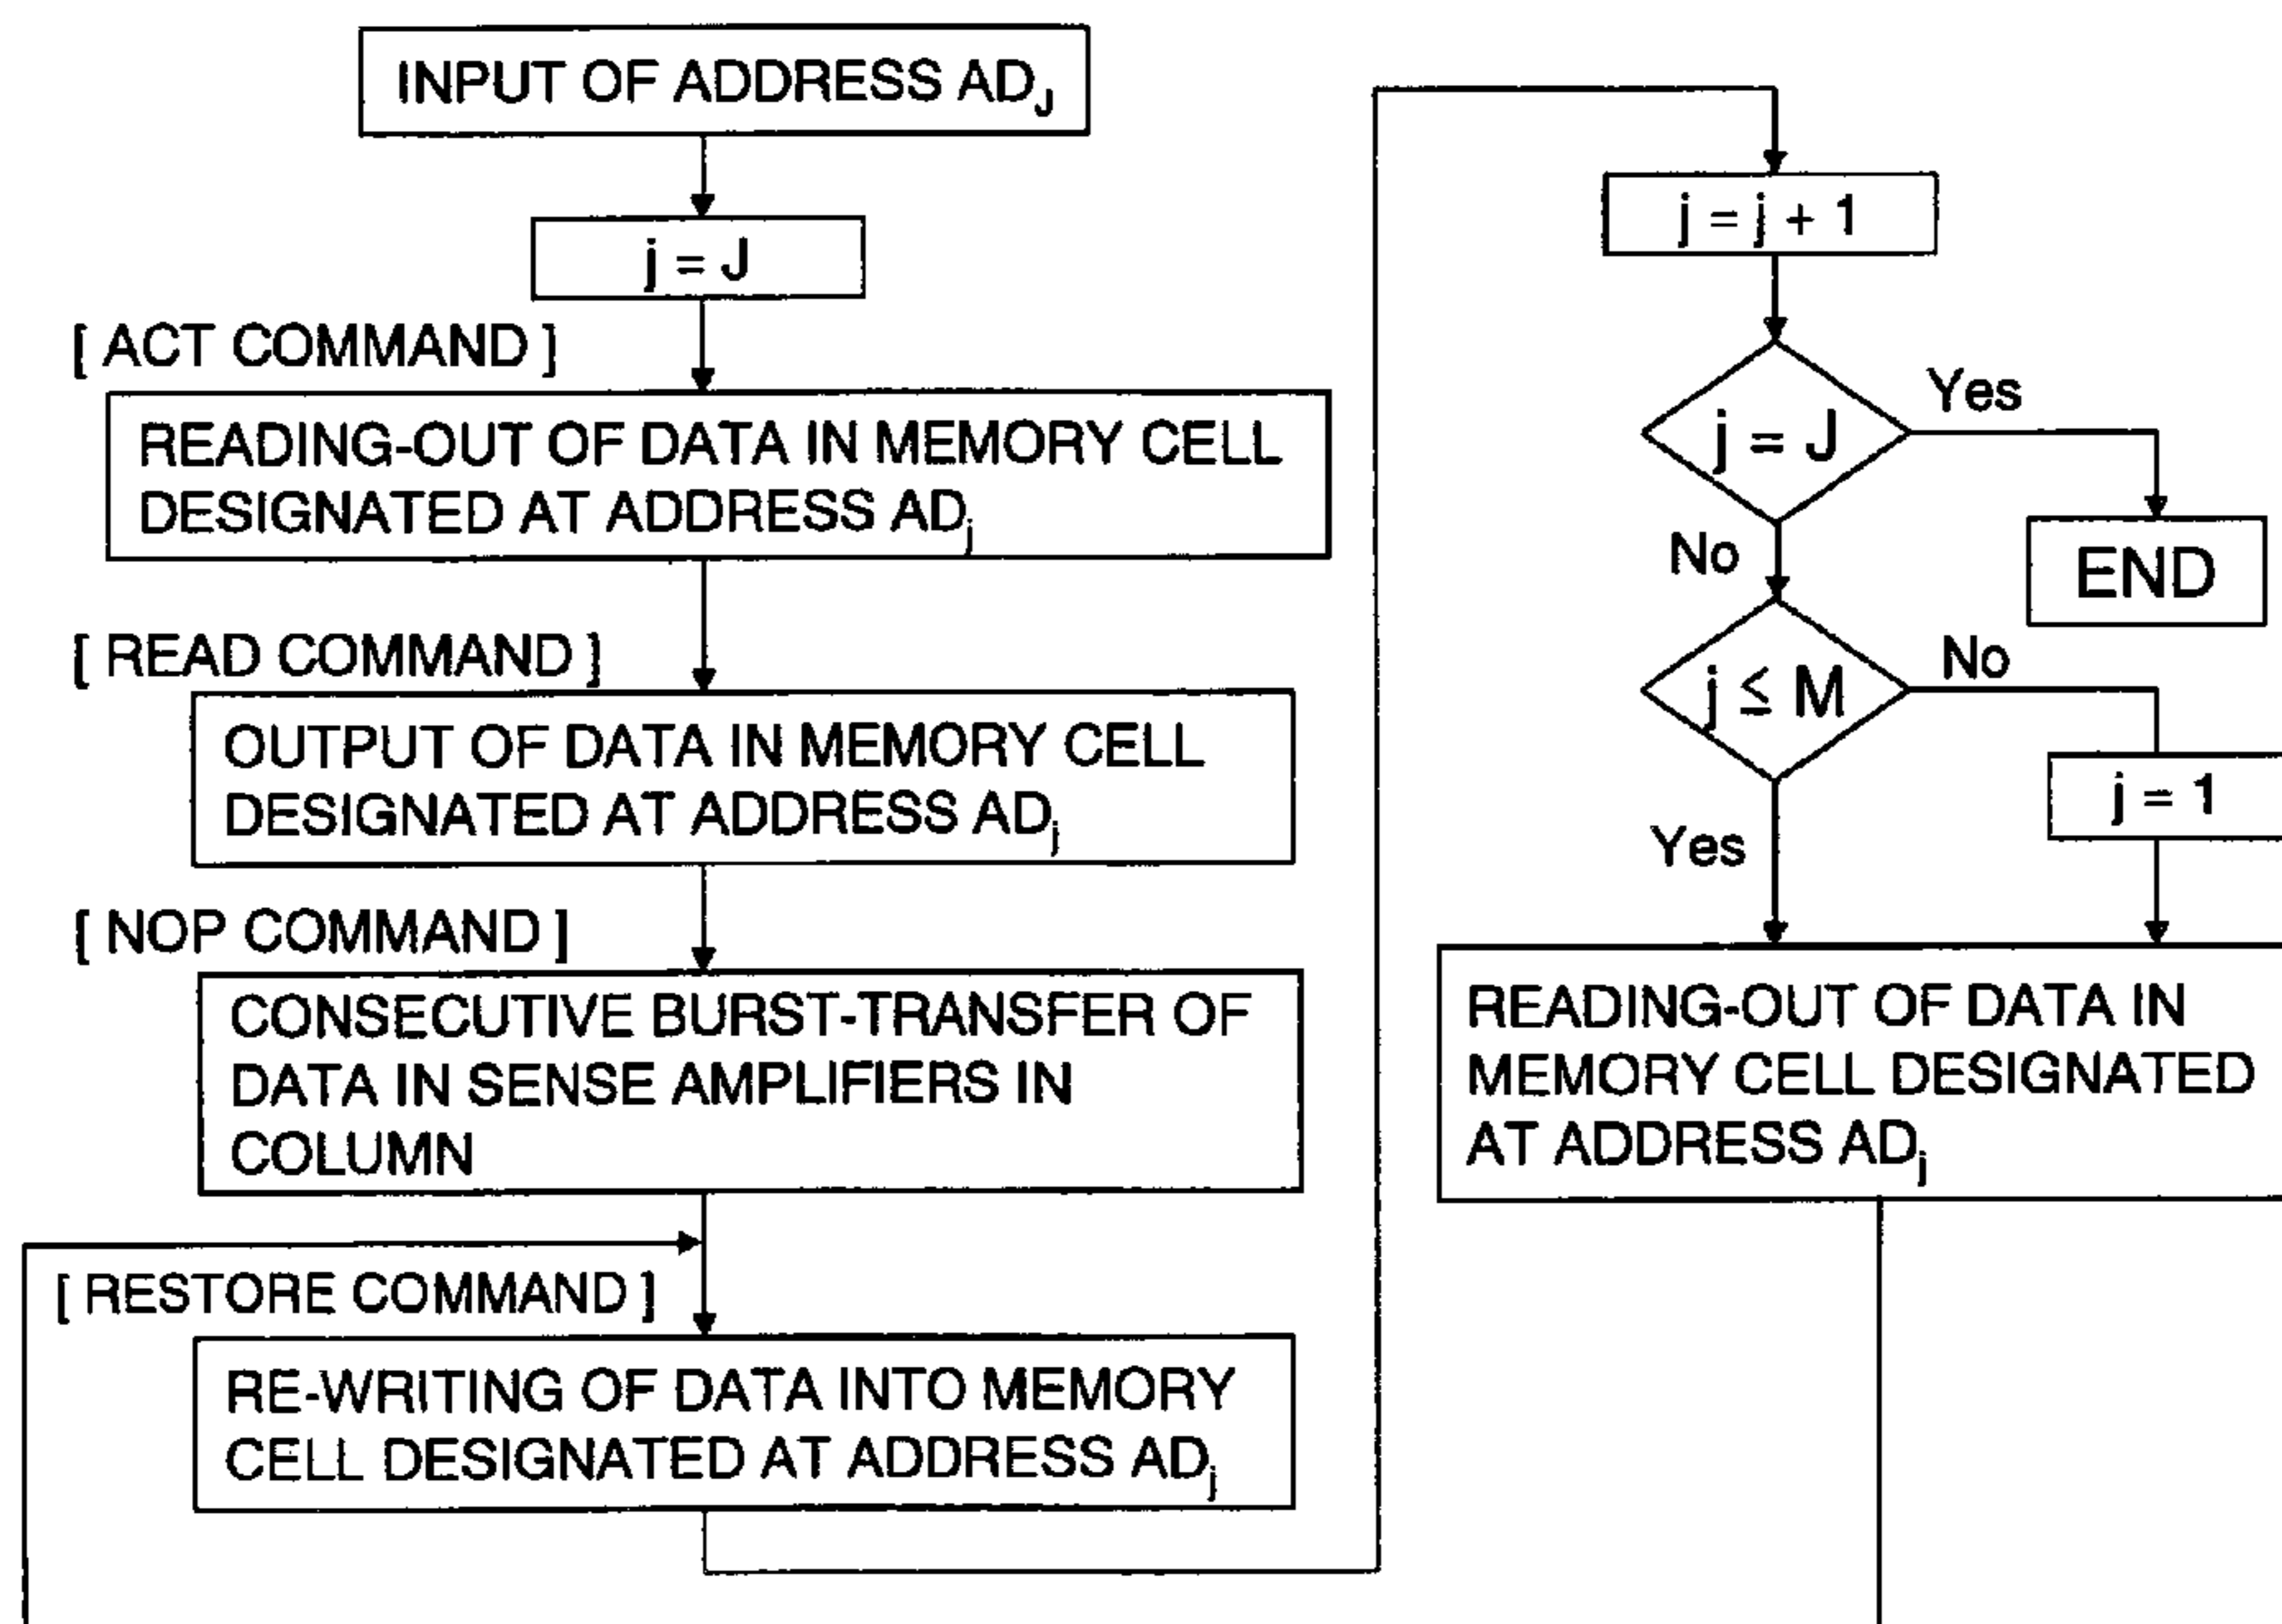 INPUT OF ADDRESS AD_J
j = J
[ ACT COMMAND ]
READING-OUT OF DATA IN MEMORY CELL
DESIGNATED AT ADDRESS AD_j
[ READ COMMAND ]
OUTPUT OF DATA IN MEMORY CELL
DESIGNATED AT ADDRESS AD_j
[ NOP COMMAND ]
CONSECUTIVE BURST-TRANSFER OF
DATA IN SENSE AMPLIFIERS IN
COLUMN
[ RESTORE COMMAND ]
RE-WRITING OF DATA INTO MEMORY
CELL DESIGNATED AT ADDRESS AD_j
j = j + 1
j = J
Yes
END
No
j ≤ M
No
j = 1
Yes
READING-OUT OF DATA IN
MEMORY CELL DESIGNATED
AT ADDRESS AD_j